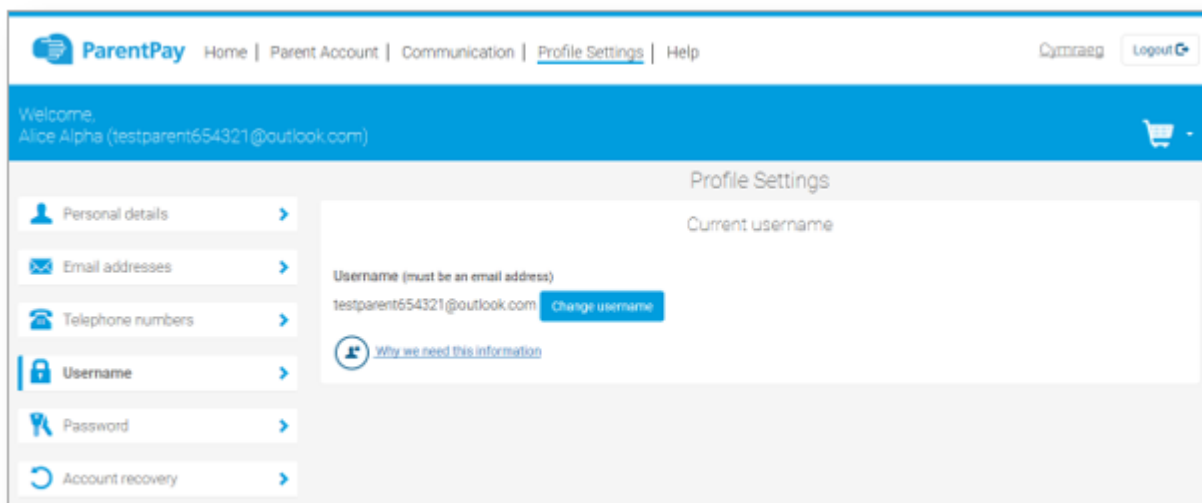 ParentPay Home | Parent Account | Communication | Profile Settings | Help Cymraeg Logout
Welcome,
Alice Alpha (testparent654321@outlook.com)
Profile Settings
Personal details
Email addresses
Telephone numbers
Username
Password
Account recovery
Current username
Username (must be an email address)
testparent654321@outlook.com Change username
Why we need this information